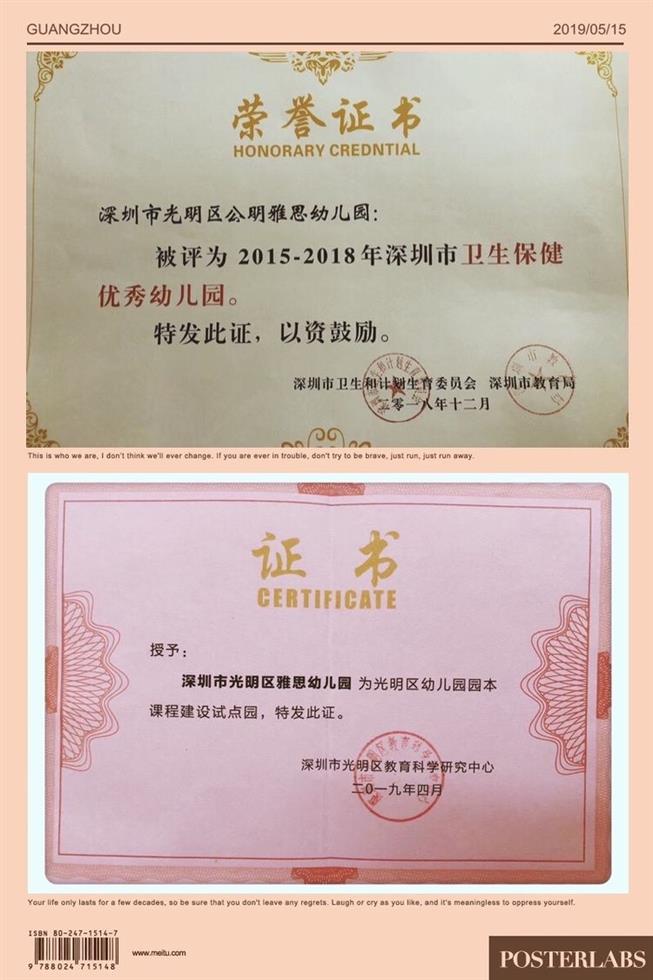 GUANGZHOU
2019/05/15
荣誉证书
HONORARY CREDNTIAL
深圳市光明区公明雅思幼儿园：
被评为 2015-2018年深圳市卫生保健
优秀幼儿园。
特发此证，以资鼓励。
深圳市卫生和计划生育委员会 深圳市教育局
二零一八年十二月
This is who we are, I don't think we'll ever change. If you are ever in trouble, don't try to be brave, just run, just run away.
证书
CERTIFICATE
授予：
深圳市光明区雅思幼儿园 为光明区幼儿园园本
课程建设试点园，特发此证。
深圳市光明区教育科学研究中心
二〇一九年四月
Your life only lasts for a few decades, so be sure that you don't leave any regrets. Laugh or cry as you like, and it's meaningless to oppress yourself.
ISBN 80-247-1514-7
9 788024 715148
www.meitu.com
POSTERLABS